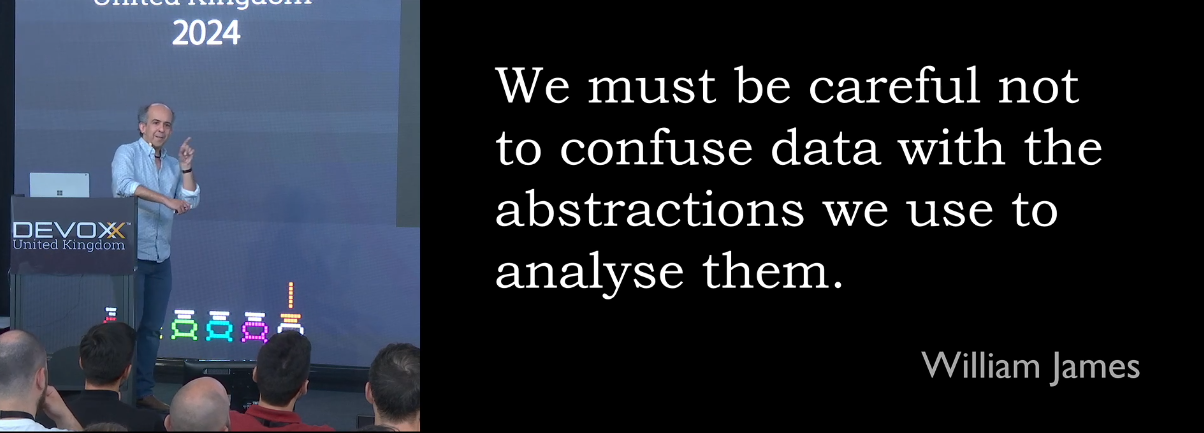 United Kingdom
2024
DEVOXX
United Kingdom
We must be careful not
to confuse data with the
abstractions we use to
analyse them.
William James